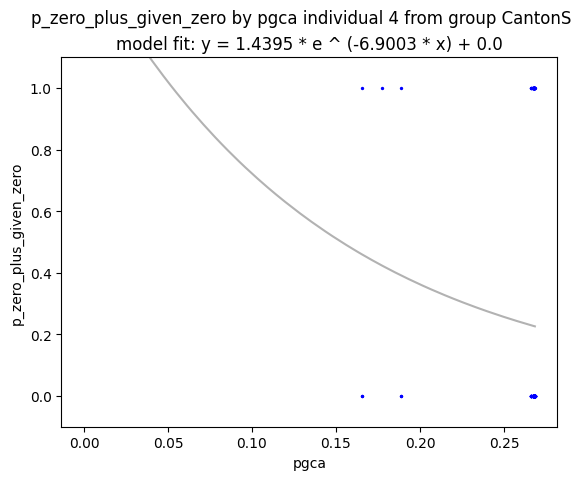 p_zero_plus_given_zero by pgca individual 4 from group CantonS
model fit: y = 1.4395 * e ^ (-6.9003 * x) + 0.0
1.0
0.8
0.6
0.4
0.2
0.0
p_zero_plus_given_zero
0.00 0.05 0.10 0.15 0.20 0.25
pgca